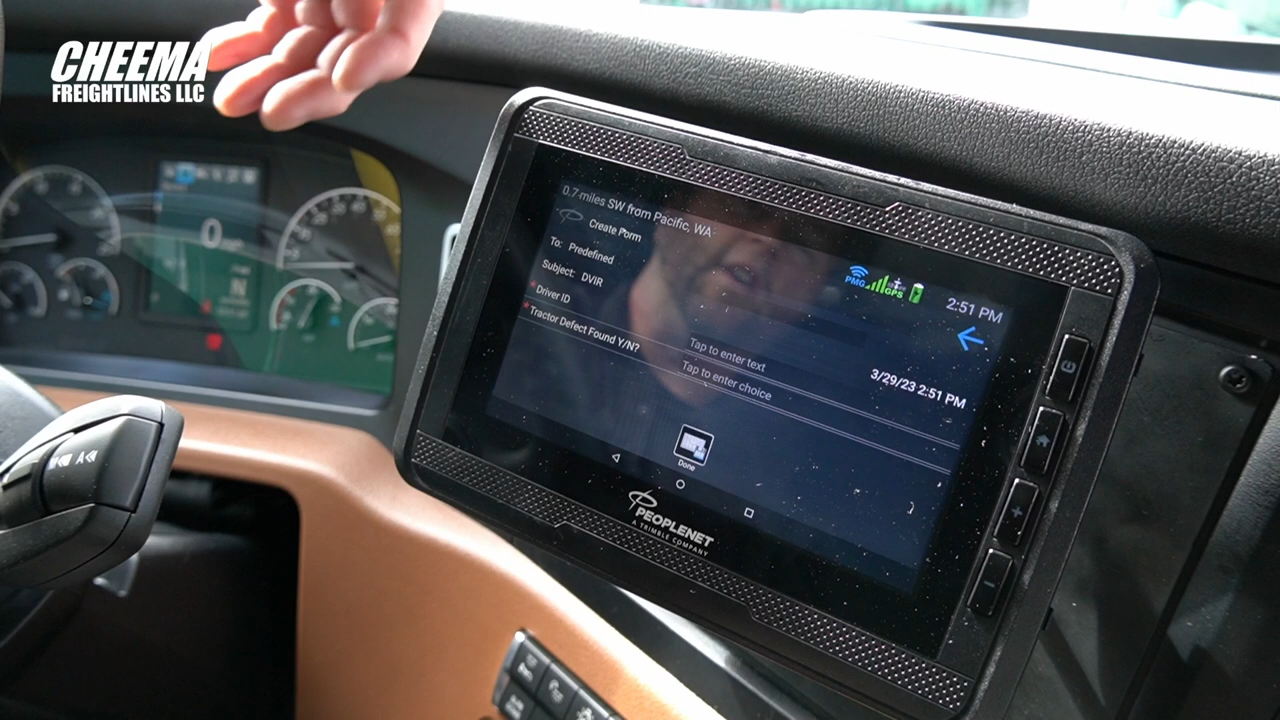 CHEEMA
FREIGHTLINES LLC
0.7 miles SW from Pacific, WA
Create Form
PMG
GPS
2:51 PM
To: Predefined
Subject: DVIR
* Driver ID
Tap to enter text
3/29/23 2:51 PM
* Tractor Defect Found Y/N?
Tap to enter choice
Done
PEOPLENET
A TRIMBLE COMPANY
0
N
A
+
-